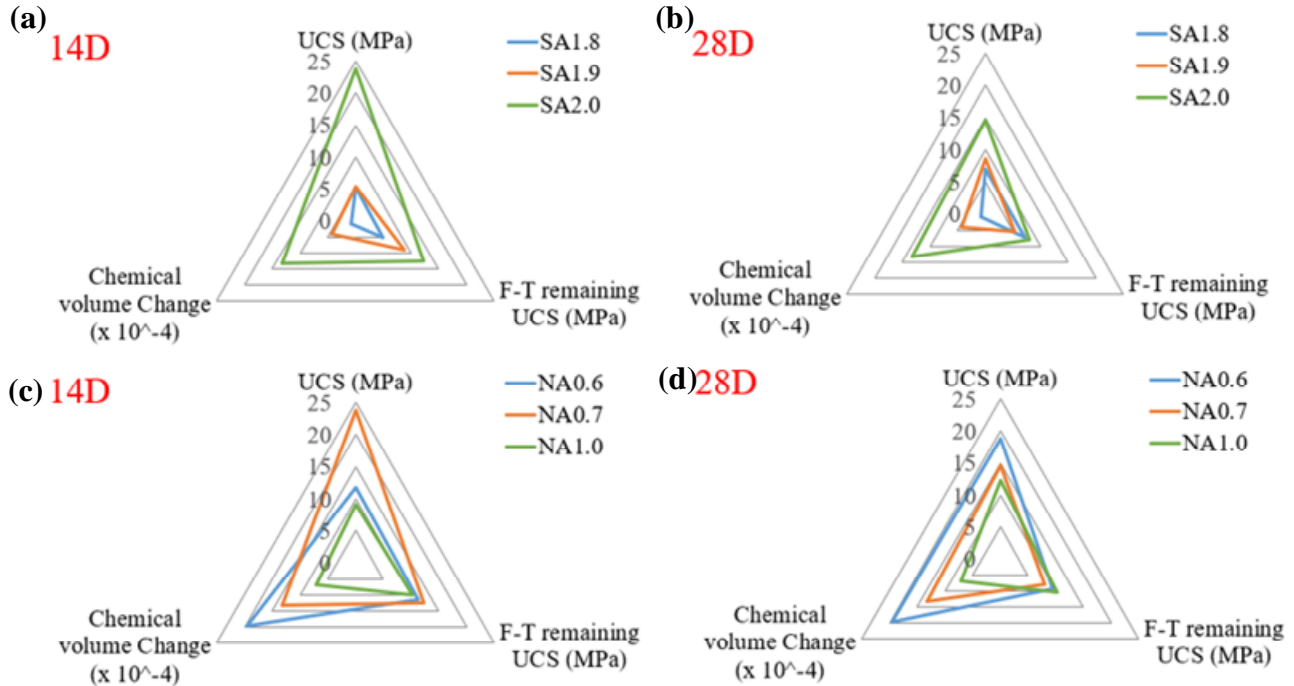 (a)
14D
UCS (MPa)
25
20
15
10
5
0
SA1.8
SA1.9
SA2.0
Chemical
volume Change
(x 10^-4)
F-T remaining
UCS (MPa)
(b)
28D
UCS (MPa)
25
20
15
10
5
0
SA1.8
SA1.9
SA2.0
Chemical
volume Change
(x 10^-4)
F-T remaining
UCS (MPa)
(c)
14D
UCS (MPa)
25
20
15
10
5
0
NA0.6
NA0.7
NA1.0
Chemical
volume Change
(x 10^-4)
F-T remaining
UCS (MPa)
(d)
28D
UCS (MPa)
25
20
15
10
5
0
NA0.6
NA0.7
NA1.0
Chemical
volume Change
(x 10^-4)
F-T remaining
UCS (MPa)